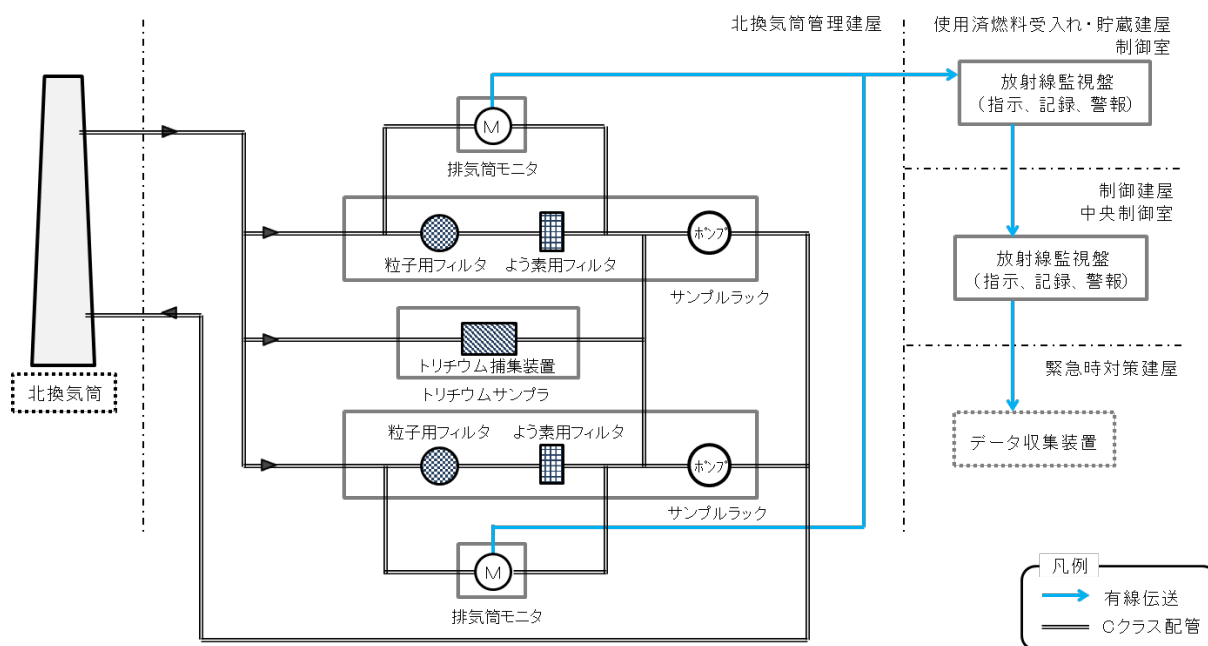 北換気筒管理建屋
使用済燃料受入れ・貯蔵建屋
制御室
放射線監視盤
(指示、記録、警報)
M
排気筒モニタ
制御建屋
中央制御室
ポンプ
粒子用フィルタ
よう素用フィルタ
放射線監視盤
(指示、記録、警報)
サンプルラック
トリチウム捕集装置
緊急時対策建屋
北換気筒
トリチウムサンプラ
粒子用フィルタ
よう素用フィルタ
データ収集装置
ポンプ
サンプルラック
M
排気筒モニタ
凡例
有線伝送
Cクラス配管